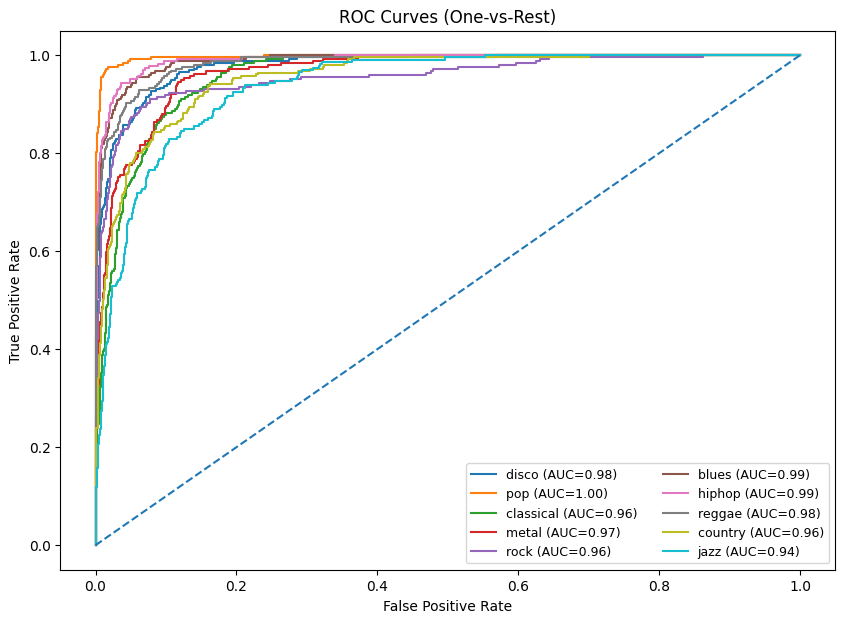 ROC Curves (One-vs-Rest)
True Positive Rate
1.0
0.8
0.6
0.4
0.2
0.0
0.0 0.2 0.4 0.6 0.8 1.0
False Positive Rate
disco (AUC=0.98)
pop (AUC=1.00)
classical (AUC=0.96)
metal (AUC=0.97)
rock (AUC=0.96)
blues (AUC=0.99)
hiphop (AUC=0.99)
reggae (AUC=0.98)
country (AUC=0.96)
jazz (AUC=0.94)